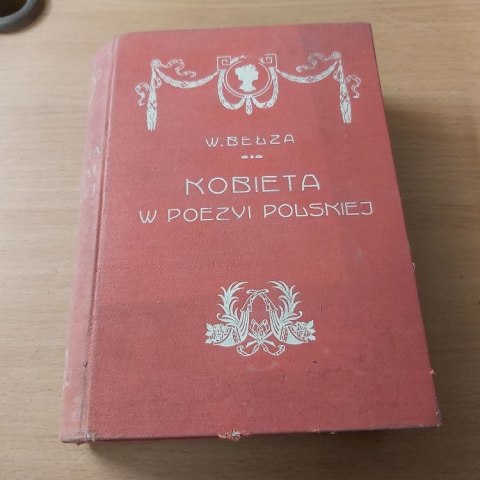 W. BEŁZA
KOBIETA
W POEZYI POLSKIEJ